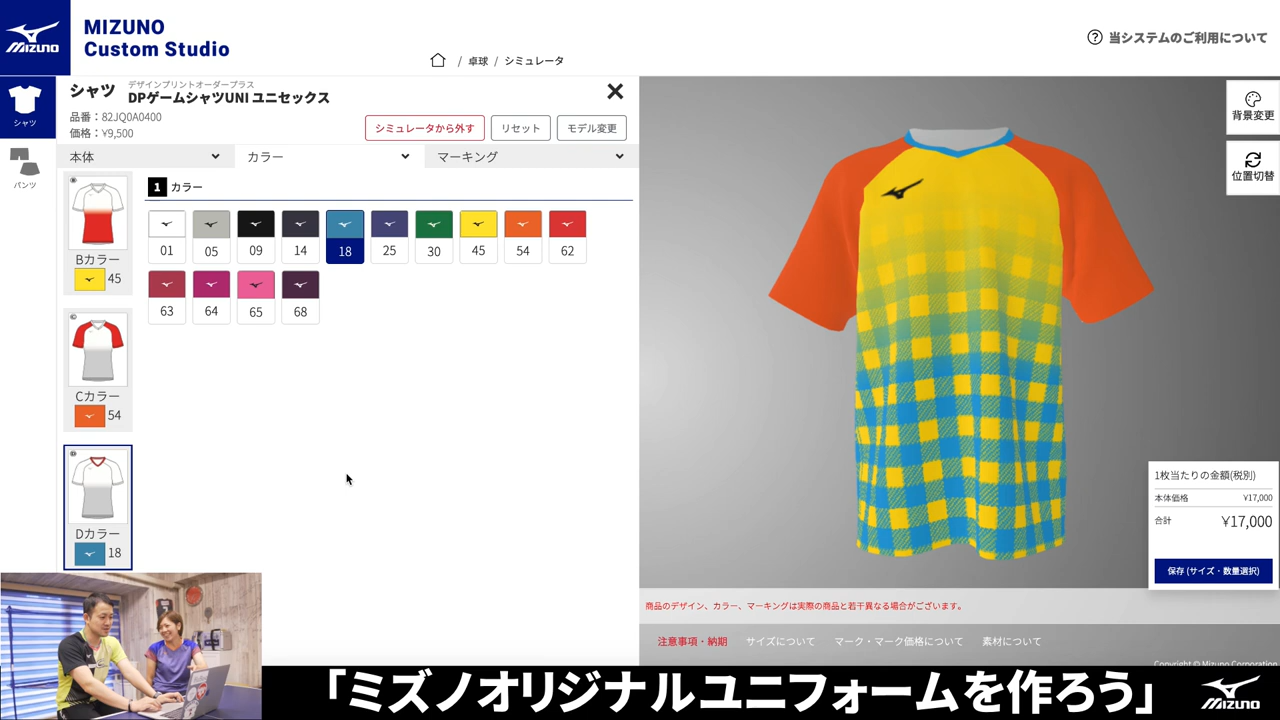 MIZUNO
MIZUNO
Custom Studio
/ 卓球 / シミュレータ
当システムのご利用について
シャツ
パンツ
シャツ
デザインプリントオーダープラス
DPゲームシャツUNI ユニセックス
品番：82JQ0A0400
価格：¥9,500
シミュレータから外す
リセット
モデル変更
本体
カラー
マーキング
Bカラー
45
Cカラー
54
Dカラー
18
1 カラー
01 05 09 14 18 25 30 45 54 62
63 64 65 68
背景変更
位置切替
1枚当たりの金額(税別)
本体価格 ¥17,000
合計 ¥17,000
保存 (サイズ・数量選択)
商品のデザイン、カラー、マーキングは実際の商品と若干異なる場合がございます。
注意事項・納期 サイズについて マーク・マーク価格について 素材について
Copyright © Mizuno Corporation
「ミズノオリジナルユニフォームを作ろう」
MIZUNO